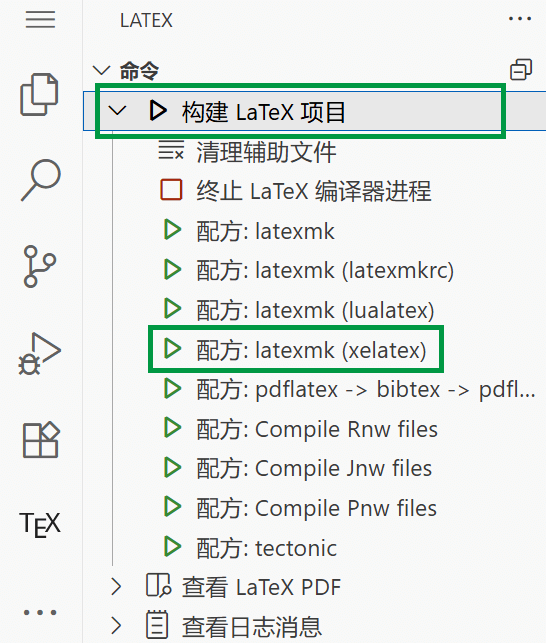 LATEX
命令
构建 LaTeX 项目
清理辅助文件
终止 LaTeX 编译器进程
配方: latexmk
配方: latexmk (latexmkrc)
配方: latexmk (lualatex)
配方: latexmk (xelatex)
配方: pdflatex -> bibtex -> pdfl...
配方: Compile Rnw files
配方: Compile Jnw files
配方: Compile Pnw files
TEX
配方: tectonic
查看 LaTeX PDF
查看日志消息